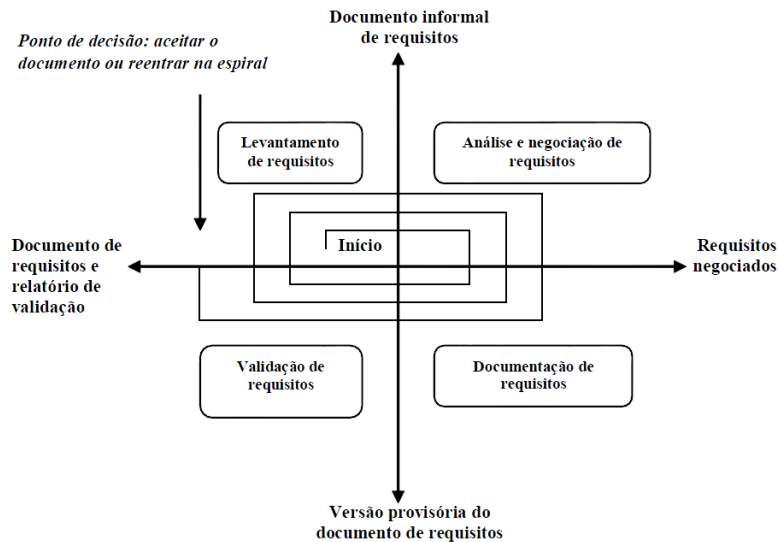 Documento informal
de requisitos
Ponto de decisão: aceitar o
documento ou reentrar na espiral
Levantamento
de requisitos
Análise e negociação de
requisitos
Início
Documento de
requisitos e
relatório de
validação
Requisitos
negociados
Validação de
requisitos
Documentação de
requisitos
Versão provisória do
documento de requisitos